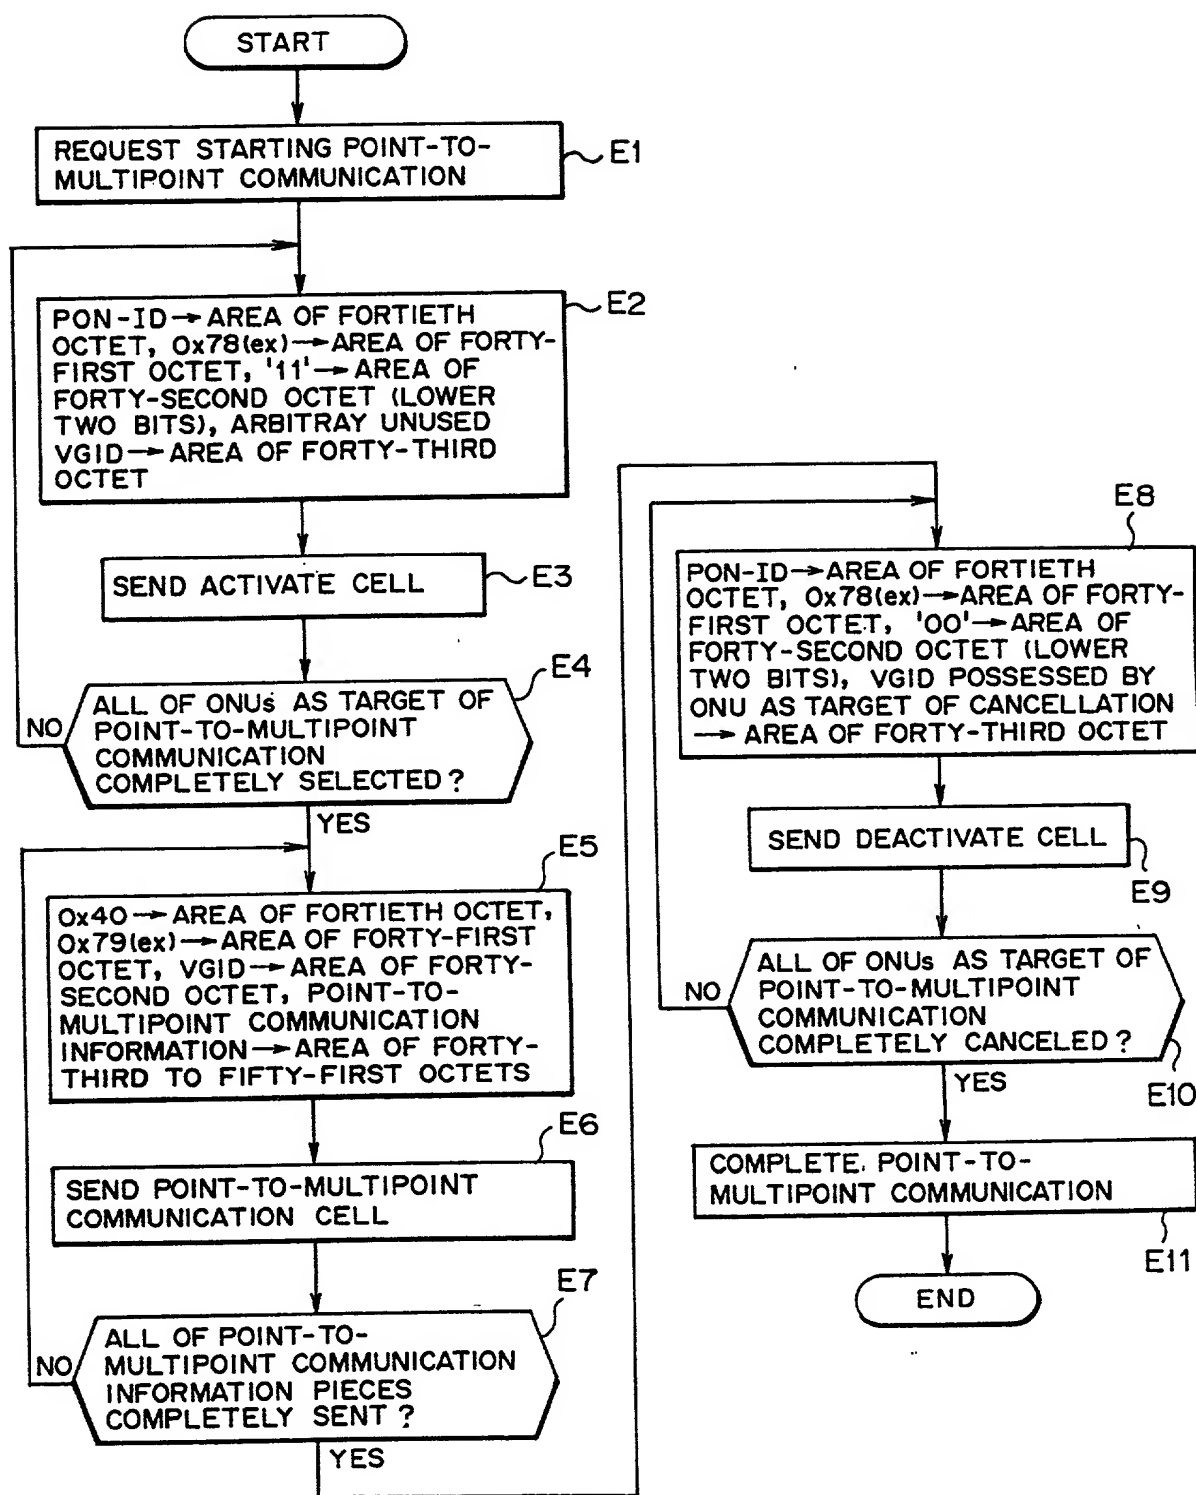 START
REQUEST STARTING POINT-TO-
MULTIPOINT COMMUNICATION
E1
E2
PON-ID→AREA OF FORTIETH
OCTET, 0x78(ex)→AREA OF FORTY-
FIRST OCTET, '11'→AREA OF
FORTY-SECOND OCTET (LOWER
TWO BITS), ARBITRAY UNUSED
VGID→AREA OF FORTY-THIRD
OCTET
SEND ACTIVATE CELL
E3
E4
ALL OF ONUs AS TARGET OF
POINT-TO-MULTIPOINT
COMMUNICATION
COMPLETELY SELECTED?
NO
YES
E5
0x40→AREA OF FORTIETH OCTET,
0x79(ex)→AREA OF FORTY-FIRST
OCTET, VGID→AREA OF FORTY-
SECOND OCTET, POINT-TO-
MULTIPOINT COMMUNICATION
INFORMATION→AREA OF FORTY-
THIRD TO FIFTY-FIRST OCTETS
E6
SEND POINT-TO-MULTIPOINT
COMMUNICATION CELL
E7
ALL OF POINT-TO-
MULTIPOINT COMMUNICATION
INFORMATION PIECES
COMPLETELY SENT?
NO
YES
E8
PON-ID→AREA OF FORTIETH
OCTET, 0x78(ex)→AREA OF FORTY-
FIRST OCTET, '00'→AREA OF
FORTY-SECOND OCTET (LOWER
TWO BITS), VGID POSSESSED BY
ONU AS TARGET OF CANCELLATION
→ AREA OF FORTY-THIRD OCTET
SEND DEACTIVATE CELL
E9
ALL OF ONUs AS TARGET OF
POINT-TO-MULTIPOINT
COMMUNICATION
COMPLETELY CANCELED?
NO
YES
E10
COMPLETE POINT-TO-
MULTIPOINT COMMUNICATION
E11
END